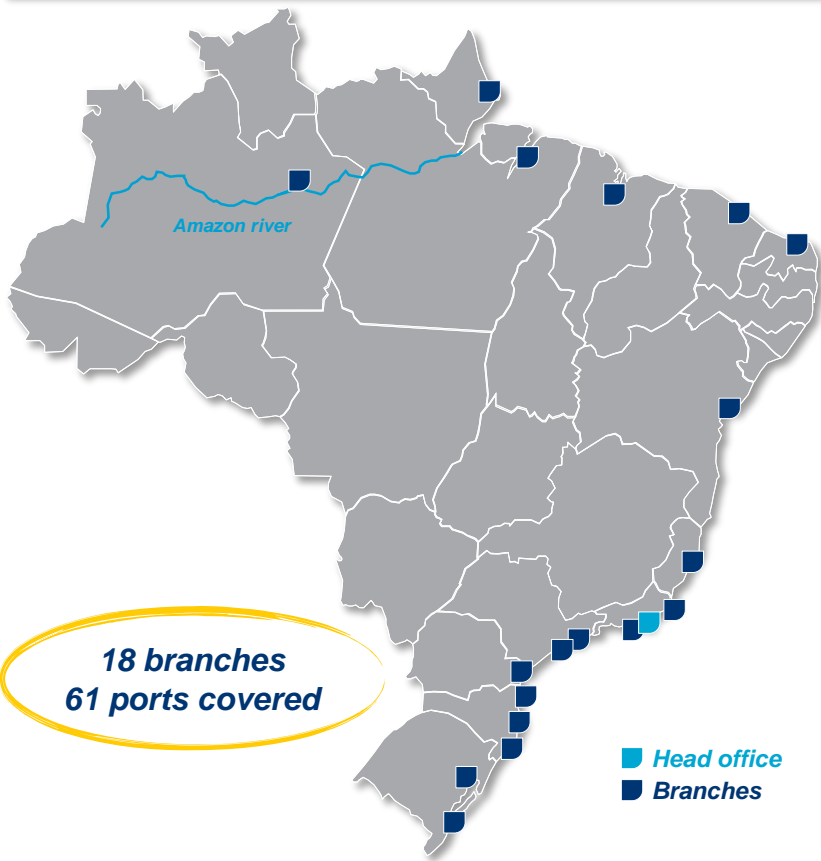 Amazon river
18 branches
61 ports covered
Head office
Branches